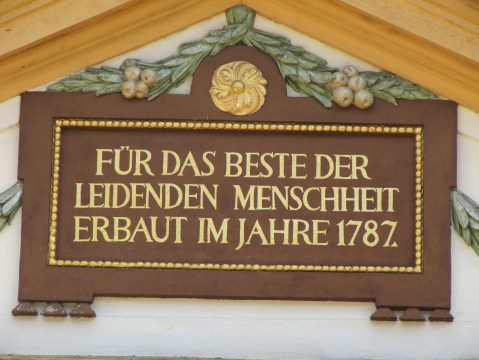 FÜR DAS BESTE DER
LEIDENDEN MENSCHHEIT
ERBAUT IM JAHRE 1787.